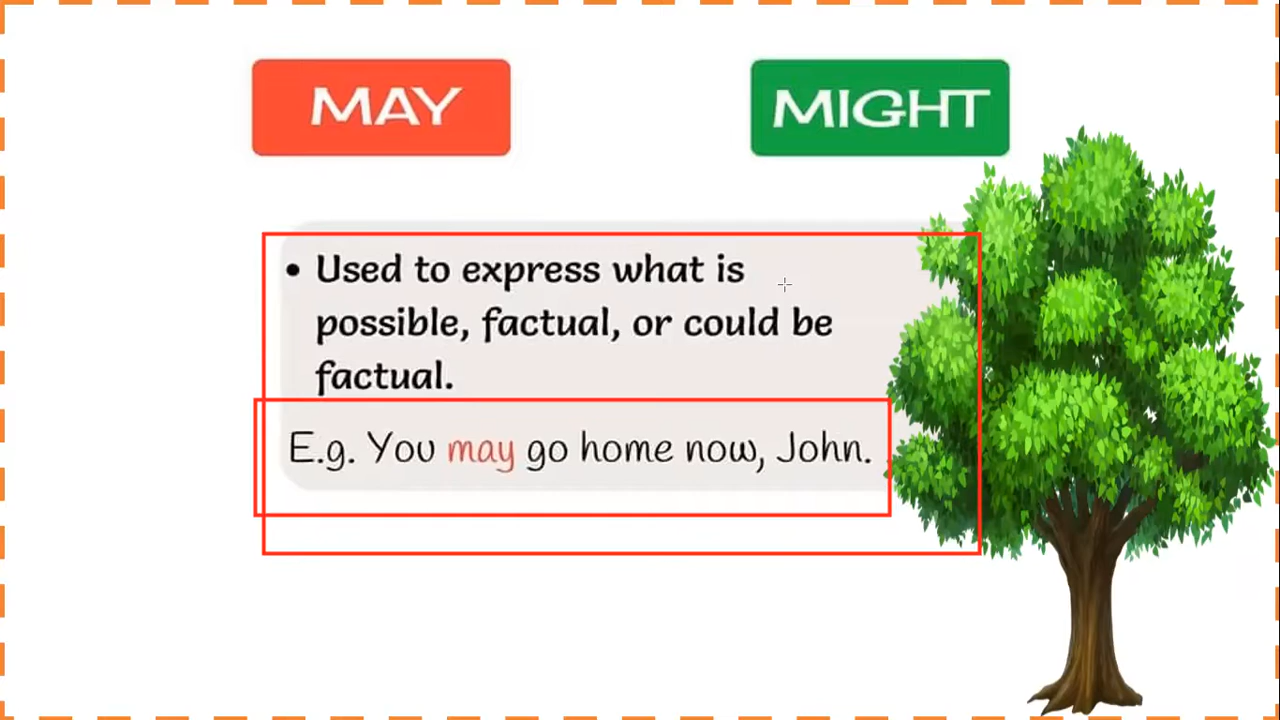 MAY
MIGHT
• Used to express what is
possible, factual, or could be
factual.
E.g. You may go home now, John.